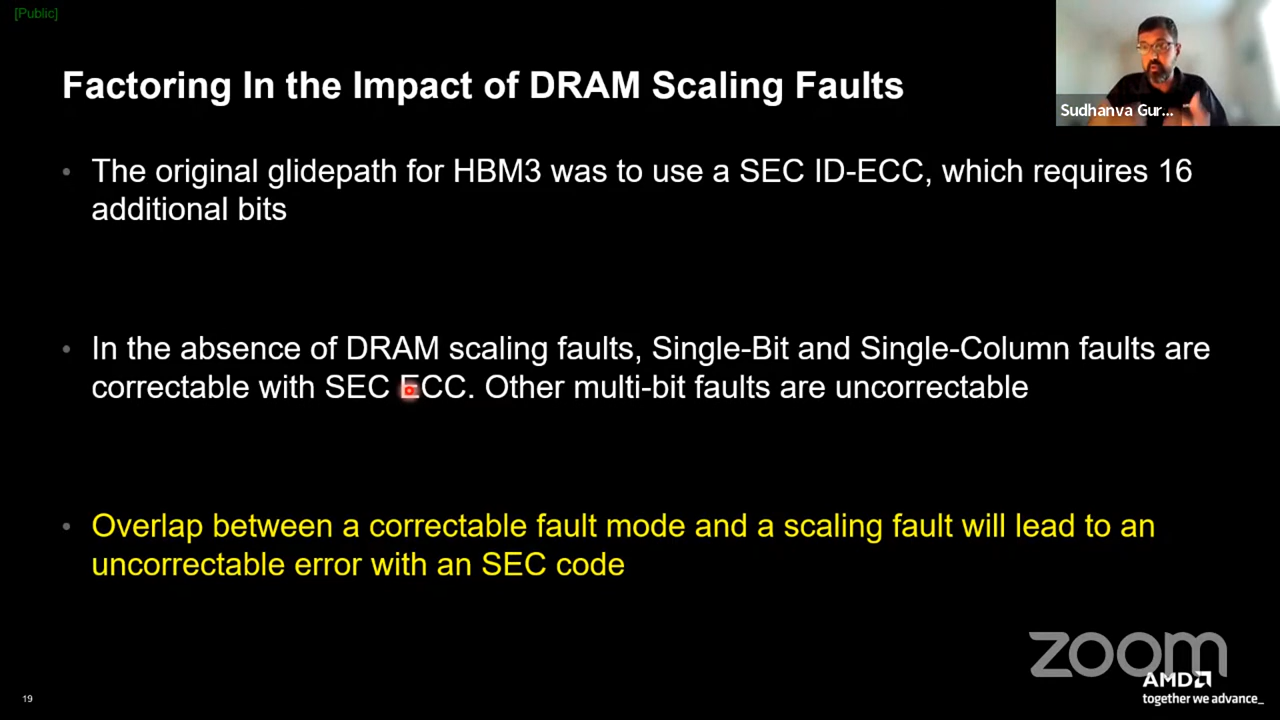 [Public]
Factoring In the Impact of DRAM Scaling Faults
Sudhanva Gur...
• The original glidepath for HBM3 was to use a SEC ID-ECC, which requires 16
additional bits
• In the absence of DRAM scaling faults, Single-Bit and Single-Column faults are
correctable with SEC ECC. Other multi-bit faults are uncorrectable
• Overlap between a correctable fault mode and a scaling fault will lead to an
uncorrectable error with an SEC code
zoom
AMD
together we advance_
19